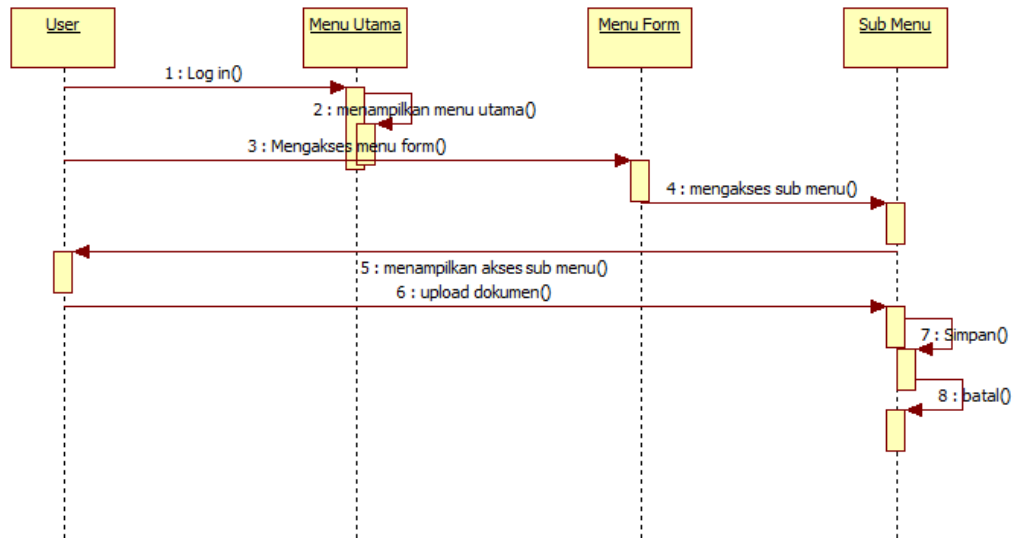 User
Menu Utama
Menu Form
Sub Menu
1 : Log in()
2 : menampilkan menu utama()
3 : Mengakses menu form()
4 : mengakses sub menu()
5 : menampilkan akses sub menu()
6 : upload dokumen()
7 : Simpan()
8 : batal()